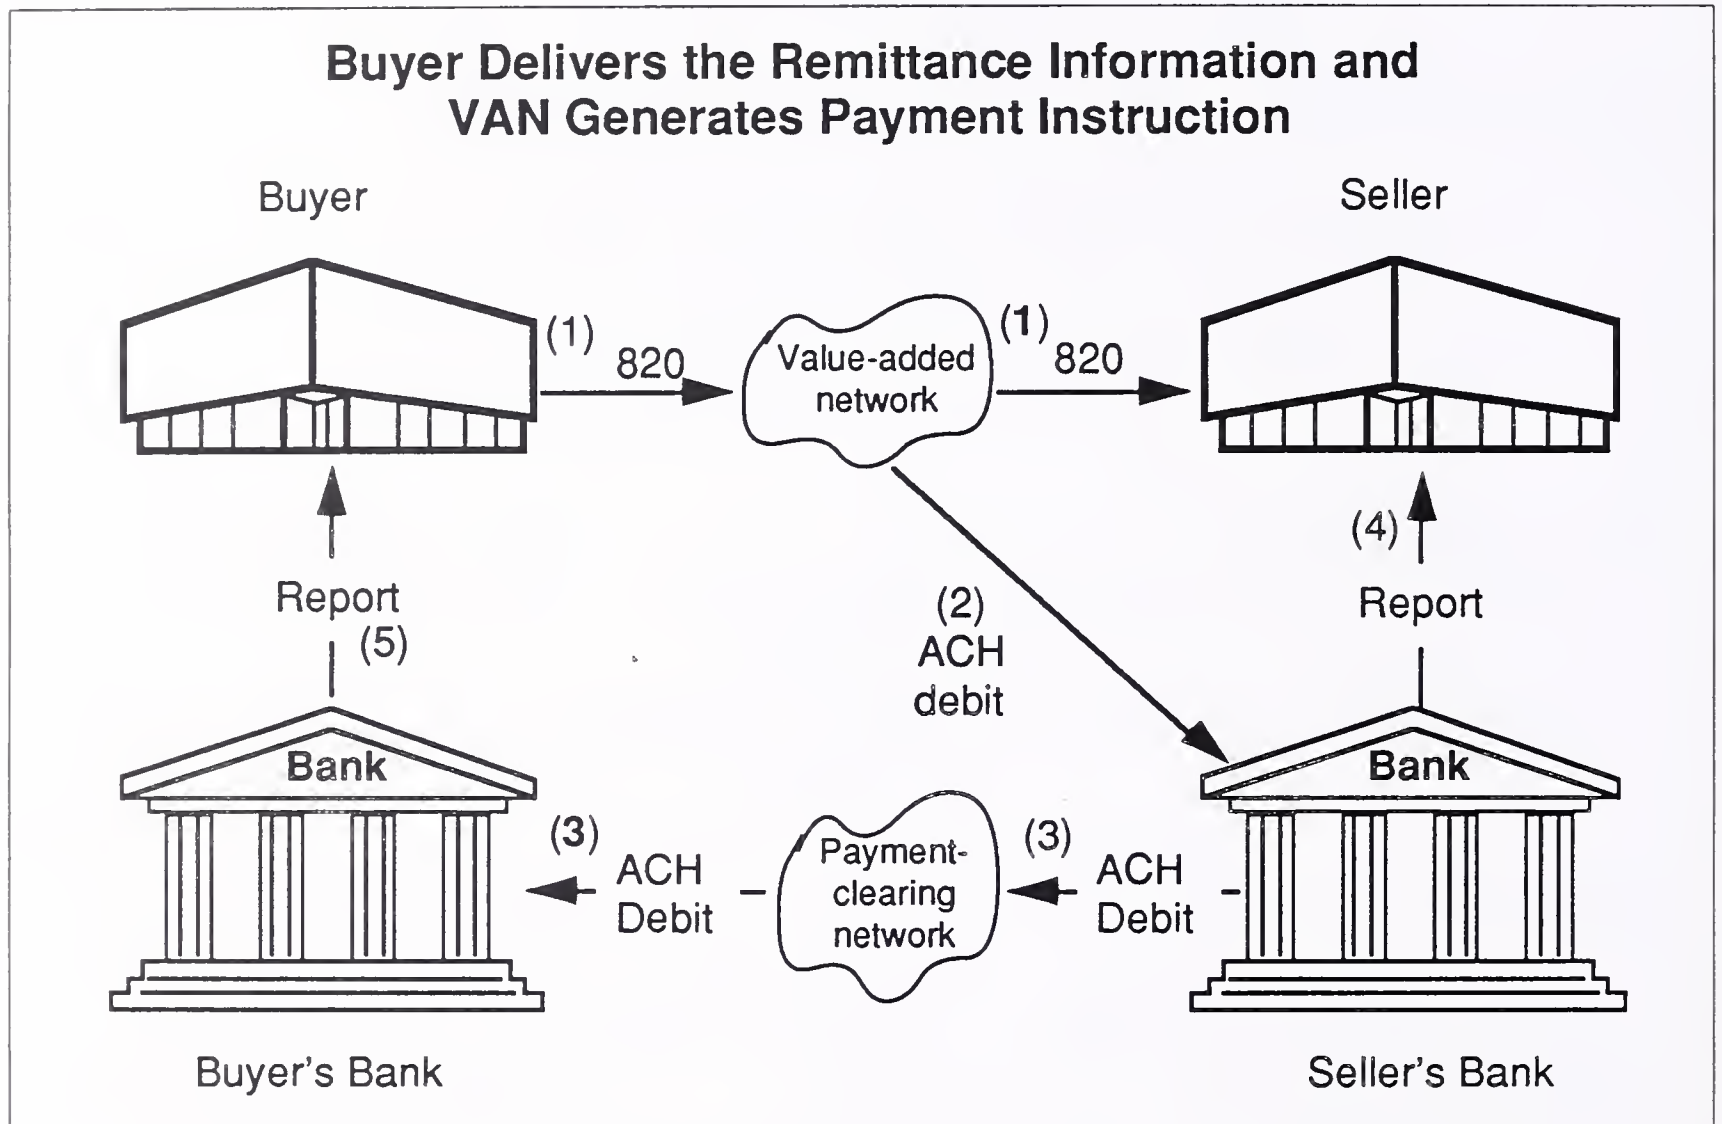 Buyer Delivers the Remittance Information and
VAN Generates Payment Instruction
Buyer
Seller
(1)
820
Value-added
network
(1)
820
Report
(5)
(2)
ACH
debit
(4)
Report
Bank
Bank
(3)
ACH
Debit
Payment-
clearing
network
(3)
ACH
Debit
Buyer's Bank
Seller's Bank